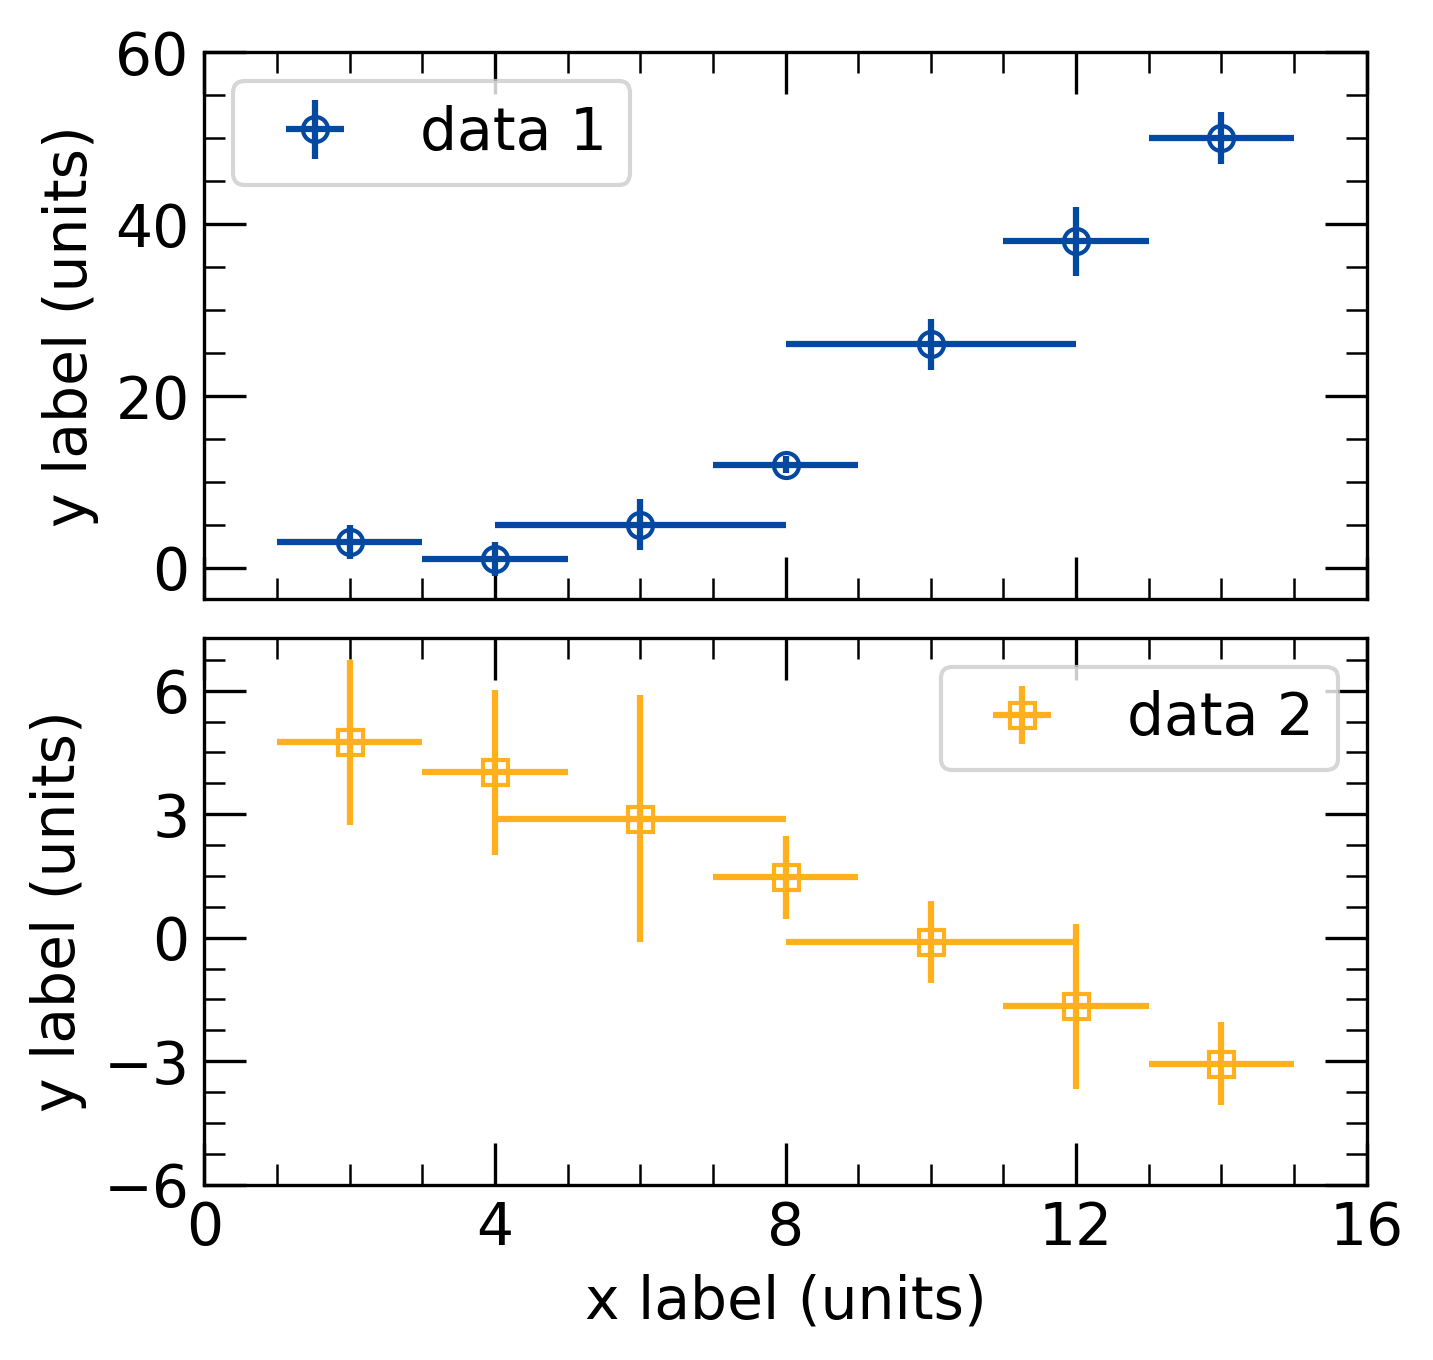 60
data 1
40
20
0
y label (units)
6
data 2
3
0
−3
−6
y label (units)
0 4 8 12 16
x label (units)